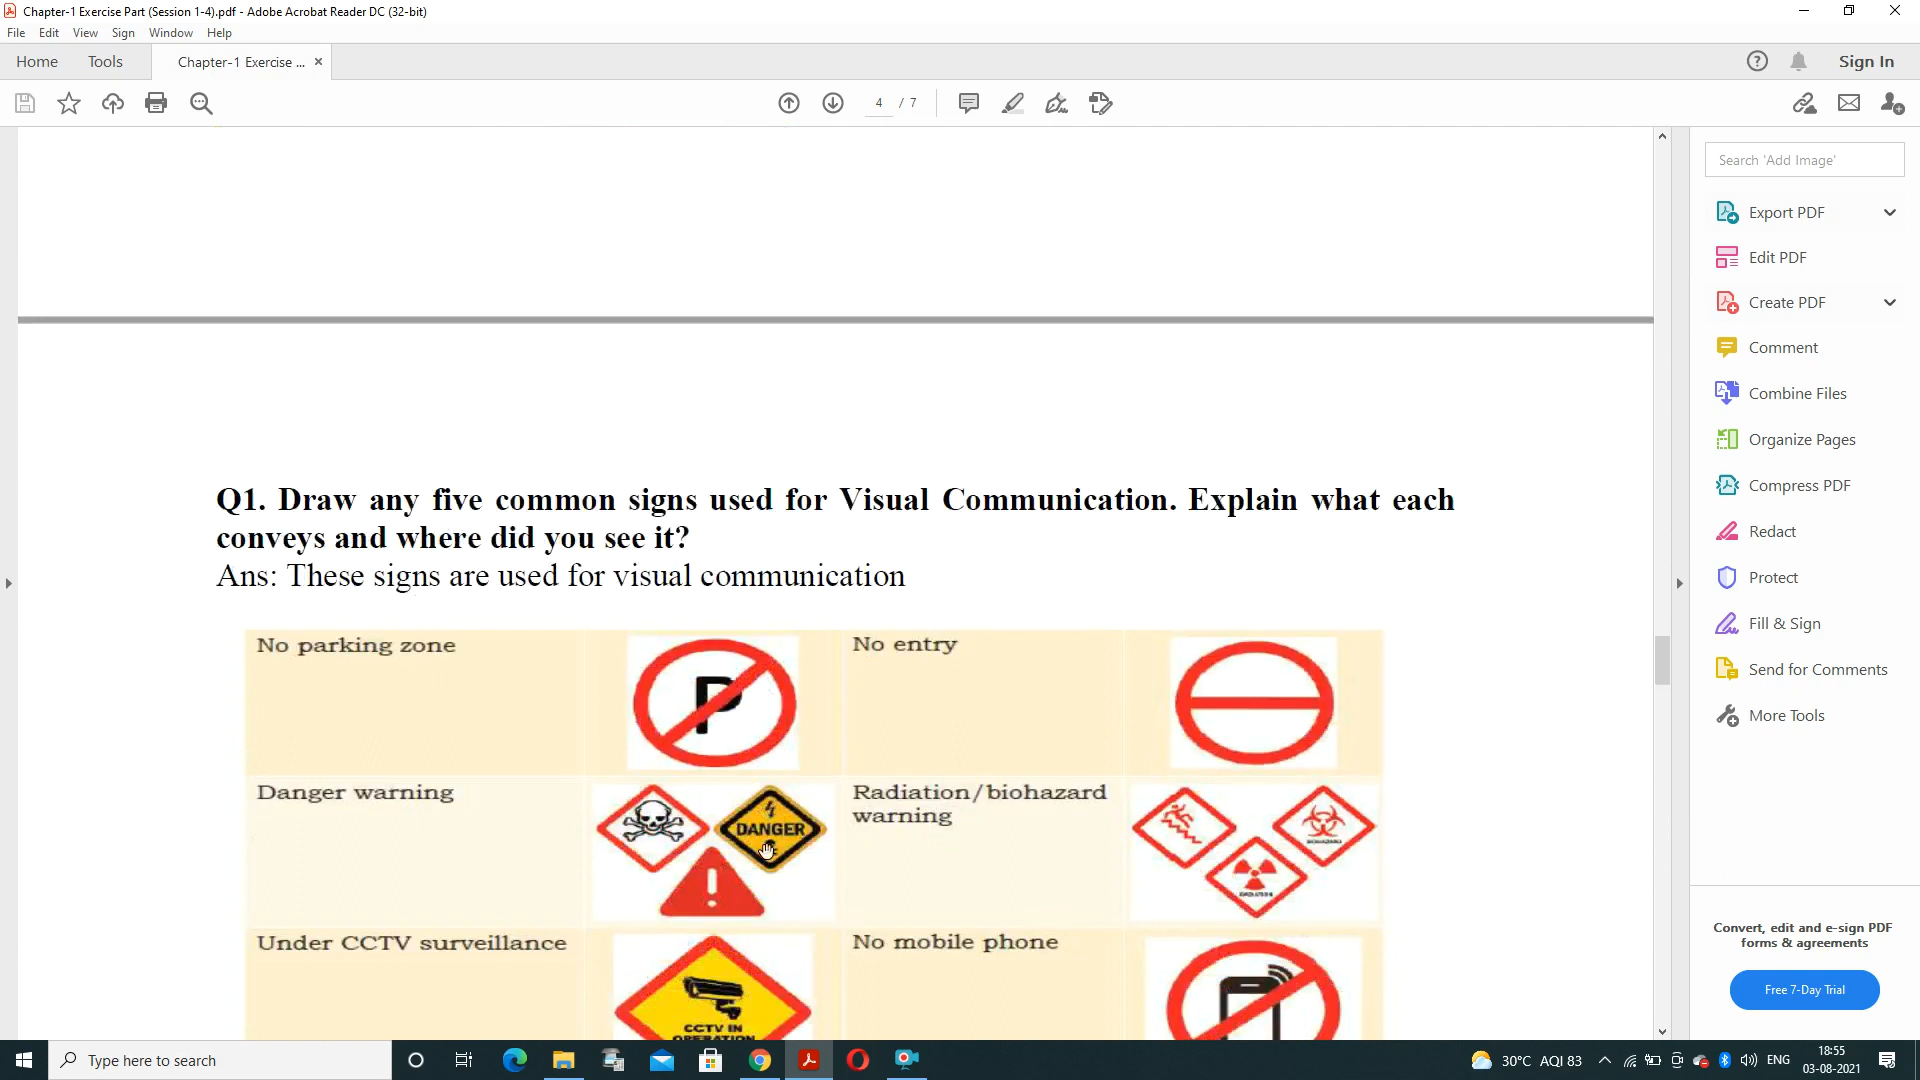 Chapter-1 Exercise Part (Session 1-4).pdf - Adobe Acrobat Reader DC (32-bit)
File Edit View Sign Window Help
Home Tools Chapter-1 Exercise ... ×
Sign In
4 / 7
Search 'Add Image'
Export PDF
Edit PDF
Create PDF
Comment
Combine Files
Organize Pages
Compress PDF
Redact
Protect
Fill & Sign
Send for Comments
More Tools
Convert, edit and e-sign PDF
forms & agreements
Free 7-Day Trial
Q1. Draw any five common signs used for Visual Communication. Explain what each
conveys and where did you see it?
Ans: These signs are used for visual communication
No parking zone
P
No entry
Danger warning
DANGER
!
Radiation/biohazard
warning
BIOHAZARD
Under CCTV surveillance
CCTV IN
OPERATION
No mobile phone
Type here to search
30°C AQI 83
ENG
18:55
03-08-2021